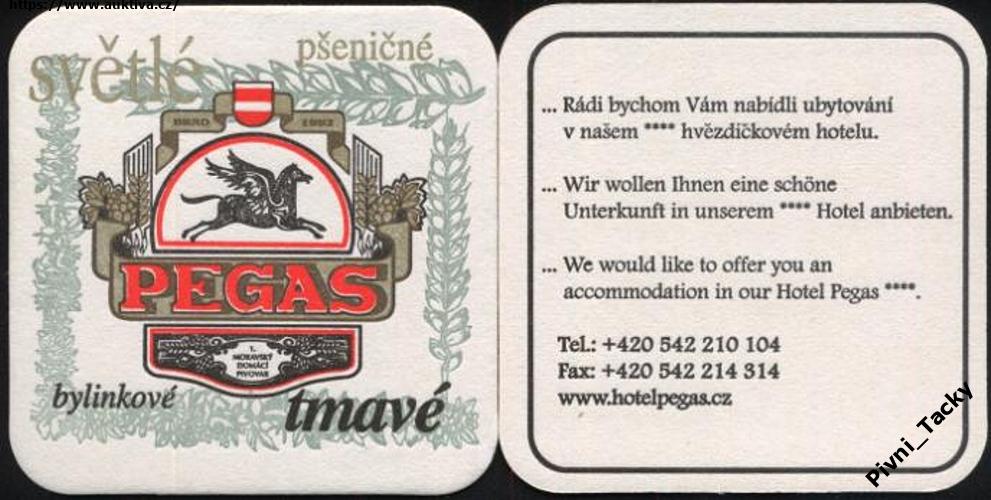 https://www.auktiva.cz/
světlé
pšeničné
BRNO 1992
PEGAS
1.
MORAVSKÝ
DOMÁCÍ
PIVOVAR
bylinkové
tmavé
... Rádi bychom Vám nabídli ubytování
v našem **** hvězdičkovém hotelu.
... Wir wollen Ihnen eine schöne
Unterkunft in unserem **** Hotel anbieten.
... We would like to offer you an
accommodation in our Hotel Pegas ****.
Tel.: +420 542 210 104
Fax: +420 542 214 314
www.hotelpegas.cz
Pivni_Tacky